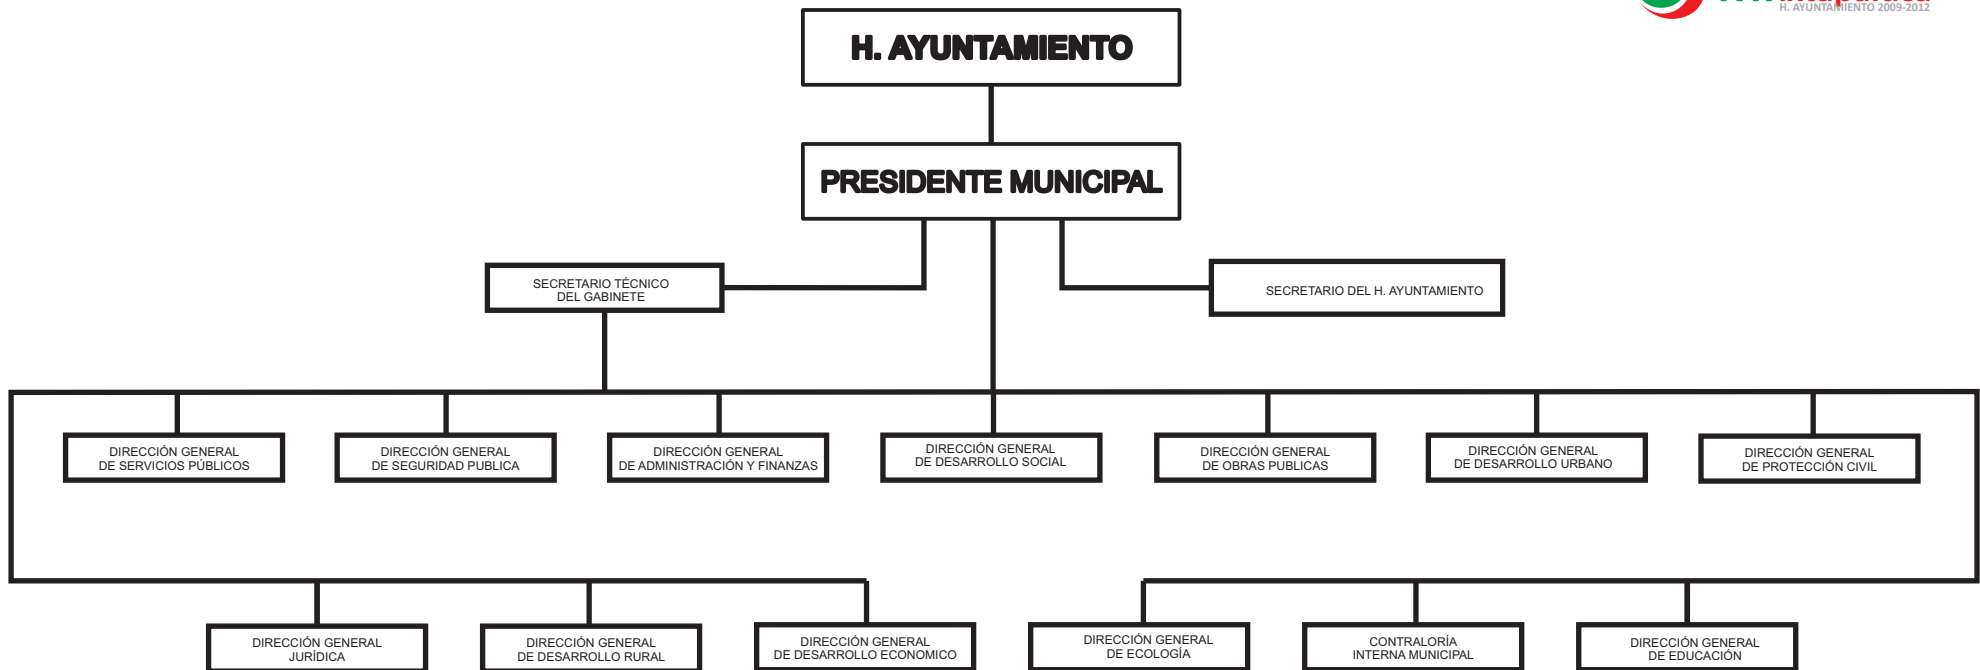 H. AYUNTAMIENTO 2009-2012
H. AYUNTAMIENTO
PRESIDENTE MUNICIPAL
SECRETARIO TÉCNICO
DEL GABINETE
SECRETARIO DEL H. AYUNTAMIENTO
DIRECCIÓN GENERAL
DE SERVICIOS PÚBLICOS
DIRECCIÓN GENERAL
DE SEGURIDAD PUBLICA
DIRECCIÓN GENERAL
DE ADMINISTRACIÓN Y FINANZAS
DIRECCIÓN GENERAL
DE DESARROLLO SOCIAL
DIRECCIÓN GENERAL
DE OBRAS PUBLICAS
DIRECCIÓN GENERAL
DE DESARROLLO URBANO
DIRECCIÓN GENERAL
DE PROTECCIÓN CIVIL
DIRECCIÓN GENERAL
JURÍDICA
DIRECCIÓN GENERAL
DE DESARROLLO RURAL
DIRECCIÓN GENERAL
DE DESARROLLO ECONOMICO
DIRECCIÓN GENERAL
DE ECOLOGÍA
CONTRALORÍA
INTERNA MUNICIPAL
DIRECCIÓN GENERAL
DE EDUCACIÓN